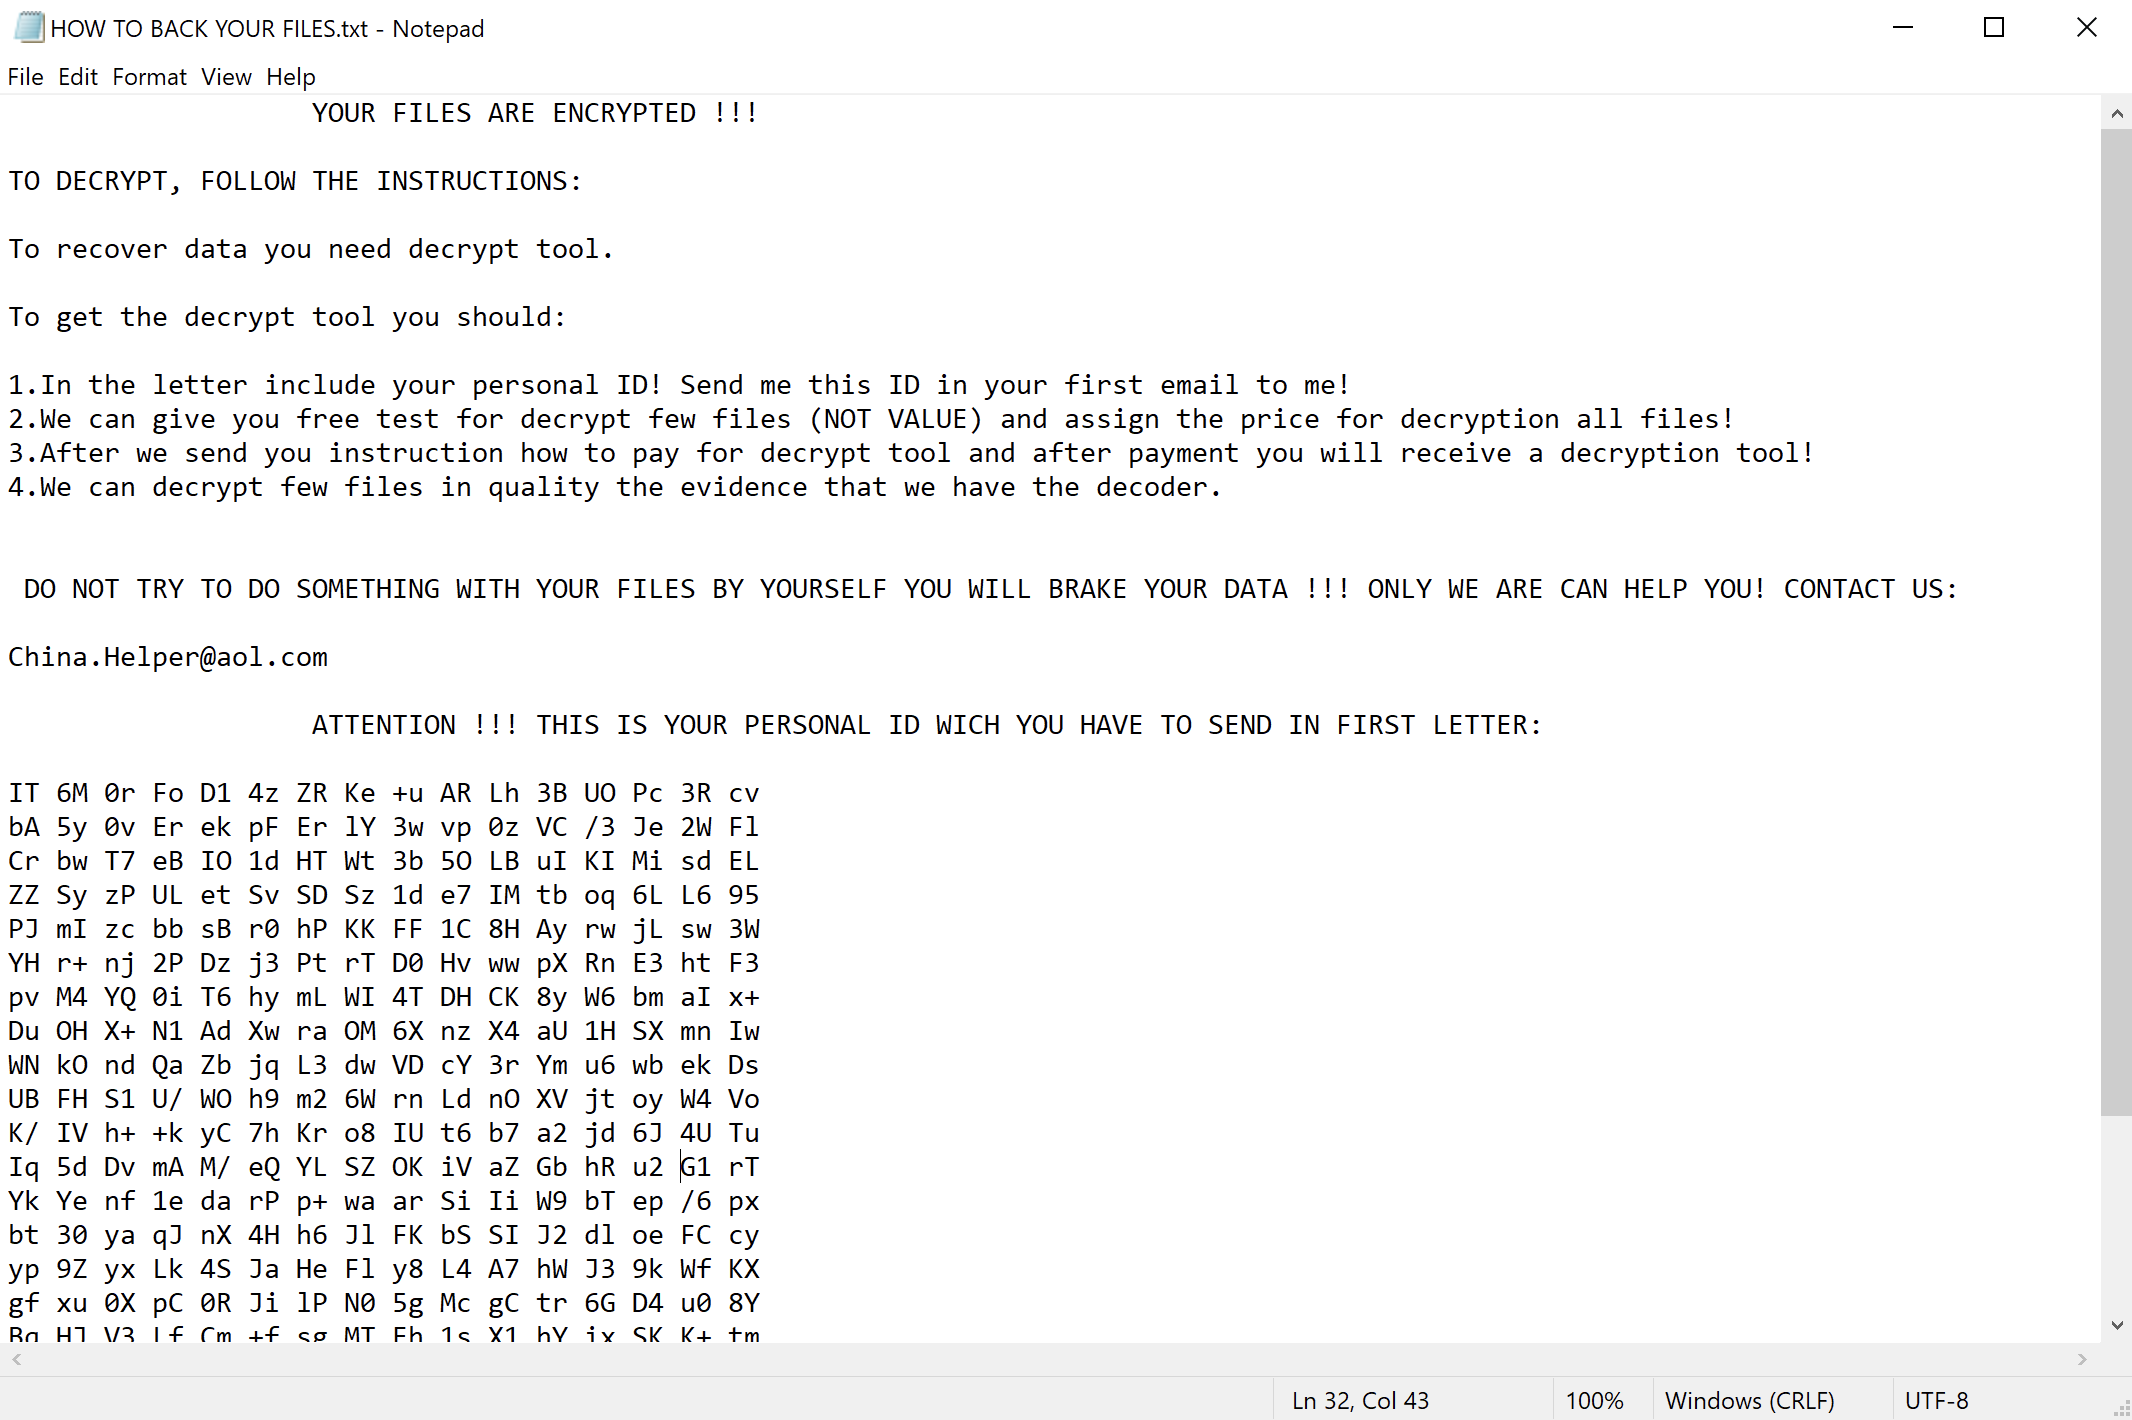 HOW TO BACK YOUR FILES.txt - Notepad
File Edit Format View Help
YOUR FILES ARE ENCRYPTED !!!
TO DECRYPT, FOLLOW THE INSTRUCTIONS:
To recover data you need decrypt tool.
To get the decrypt tool you should:
1.In the letter include your personal ID! Send me this ID in your first email to me!
2.We can give you free test for decrypt few files (NOT VALUE) and assign the price for decryption all files!
3.After we send you instruction how to pay for decrypt tool and after payment you will receive a decryption tool!
4.We can decrypt few files in quality the evidence that we have the decoder.
DO NOT TRY TO DO SOMETHING WITH YOUR FILES BY YOURSELF YOU WILL BRAKE YOUR DATA !!! ONLY WE ARE CAN HELP YOU! CONTACT US:
China.Helper@aol.com
ATTENTION !!! THIS IS YOUR PERSONAL ID WICH YOU HAVE TO SEND IN FIRST LETTER:
IT 6M 0r Fo D1 4z ZR Ke +u AR Lh 3B UO Pc 3R cv
bA 5y 0v Er ek pF Er lY 3w vp 0z VC /3 Je 2W Fl
Cr bw T7 eB IO 1d HT Wt 3b 5O LB uI KI Mi sd EL
ZZ Sy zP UL et Sv SD Sz 1d e7 IM tb oq 6L L6 95
PJ mI zc bb sB r0 hP KK FF 1C 8H Ay rw jL sw 3W
YH r+ nj 2P Dz j3 Pt rT D0 Hv ww pX Rn E3 ht F3
pv M4 YQ 0i T6 hy mL WI 4T DH CK 8y W6 bm aI x+
Du OH X+ N1 Ad Xw ra OM 6X nz X4 aU 1H SX mn Iw
WN kO nd Qa Zb jq L3 dw VD cY 3r Ym u6 wb ek Ds
UB FH S1 U/ WO h9 m2 6W rn Ld nO XV jt oy W4 Vo
K/ IV h+ +k yC 7h Kr o8 IU t6 b7 a2 jd 6J 4U Tu
Iq 5d Dv mA M/ eQ YL SZ OK iV aZ Gb hR u2 G1 rT
Yk Ye nf 1e da rP p+ wa ar Si Ii W9 bT ep /6 px
bt 30 ya qJ nX 4H h6 Jl FK bS SI J2 dl oe FC cy
yp 9Z yx Lk 4S Ja He Fl y8 L4 A7 hW J3 9k Wf KX
gf xu 0X pC 0R Ji lP N0 5g Mc gC tr 6G D4 u0 8Y
HJ V3 Lf Cm +f sg MT 1s X1 hY SK K+ tm
Ln 32, Col 43 100% Windows (CRLF) UTF-8